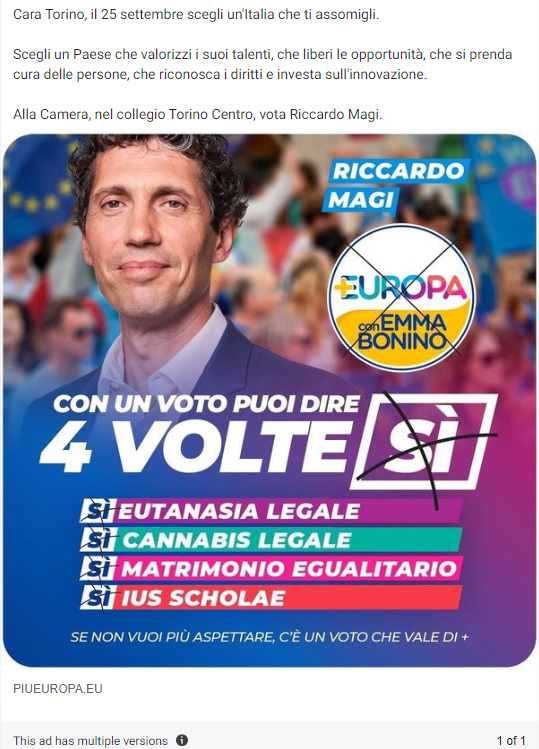 Cara Torino, il 25 settembre scegli un'Italia che ti assomigli.
Scegli un Paese che valorizzi i suoi talenti, che liberi le opportunità, che si prenda
cura delle persone, che riconosca i diritti e investa sull'innovazione.
Alla Camera, nel collegio Torino Centro, vota Riccardo Magi.
RICCARDO
MAGI
+EUROPA
con EMMA
BONINO
CON UN VOTO PUOI DIRE
4 VOLTE SÌ
SÌ EUTANASIA LEGALE
SÌ CANNABIS LEGALE
SÌ MATRIMONIO EGUALITARIO
SÌ IUS SCHOLAE
SE NON VUOI PIÙ ASPETTARE, C'È UN VOTO CHE VALE DI +
PIUEUROPA.EU
This ad has multiple versions
1 of 1